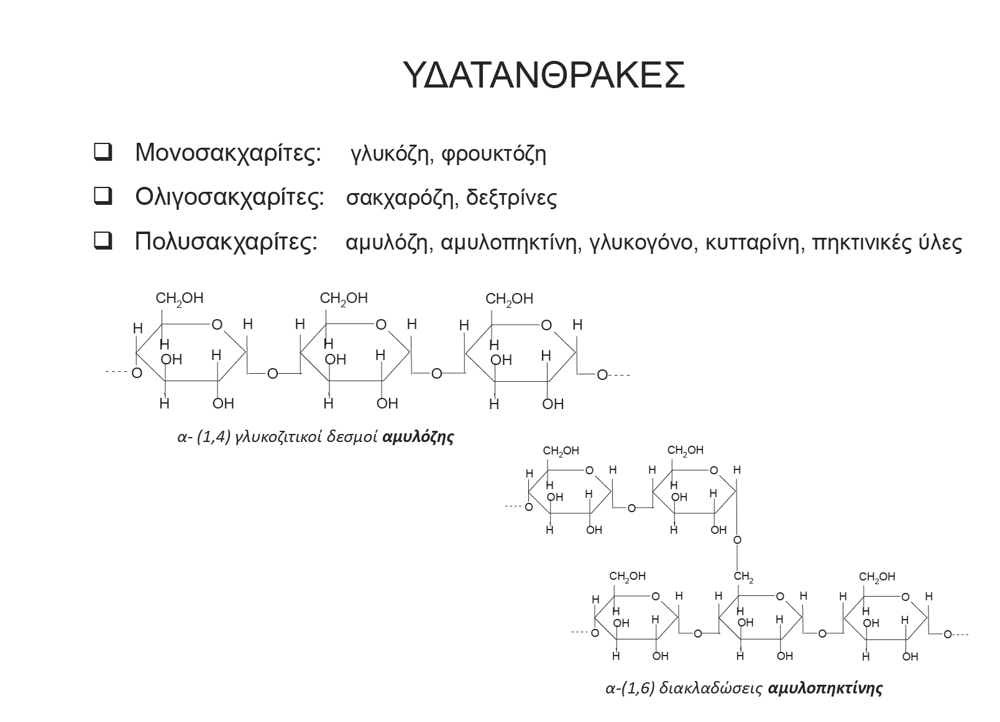 ΥΔΑΤΑΝΘΡΑΚΕΣ
❑ Μονοσακχαρίτες: γλυκόζη, φρουκτόζη
❑ Ολιγοσακχαρίτες: σακχαρόζη, δεξτρίνες
❑ Πολυσακχαρίτες: αμυλόζη, αμυλοπηκτίνη, γλυκογόνο, κυτταρίνη, πηκτινικές ύλες
CH2OH CH2OH CH2OH
H O H H O H H O H
H H H
OH H OH H OH H
O O O O
H OH H OH H OH
α- (1,4) γλυκοζιτικοί δεσμοί αμυλόζης
CH2OH CH2OH
H O H H O H
H H
OH H OH H
O O
H OH H OH
O
CH2OH CH2 CH2OH
H O H H O H H O H
H H H
OH H OH H OH H
O O O O
H OH H OH H OH
α-(1,6) διακλαδώσεις αμυλοπηκτίνης